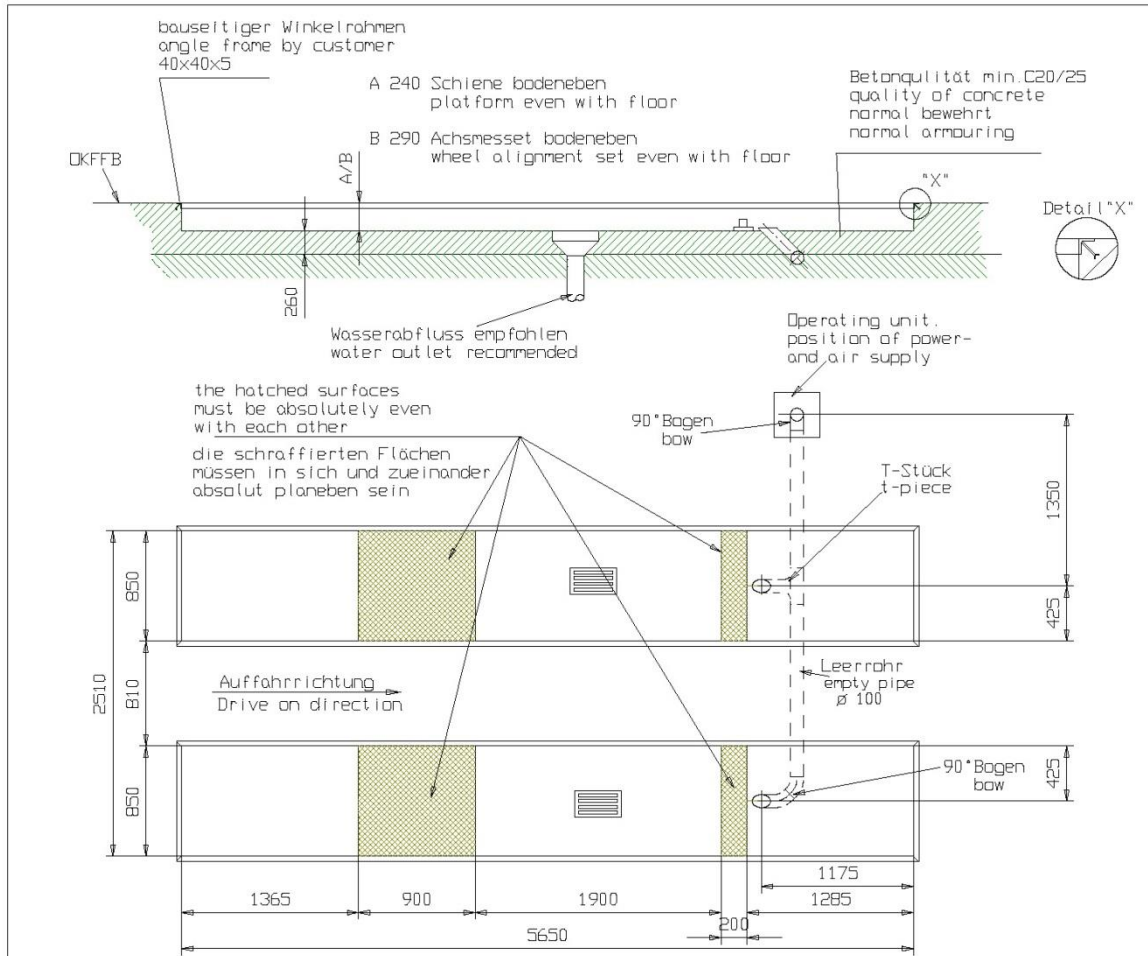 bauseitiger Winkelrahmen
angle frame by customer
40x40x5
A 240 Schiene bodeneben
platform even with floor
B 290 Achsmesset bodeneben
wheel alignment set even with floor
Betonqulität min.C20/25
quality of concrete
normal bewehrt
normal armouring
OKFFB
A/B
"X"
Detail"X"
260
Wasserabfluss empfohlen
water outlet recommended
Operating unit.
position of power-
and air supply
the hatched surfaces
must be absolutely even
with each other
die schraffierten Flächen
müssen in sich und zueinander
absolut planeben sein
90°Bogen
bow
T-Stück
t-piece
1350
425
850
810
2510
850
Auffahrrichtung
Drive on direction
Leerrohr
empty pipe
ø 100
90°Bogen
bow
425
1175
1365
900
1900
1285
200
5650